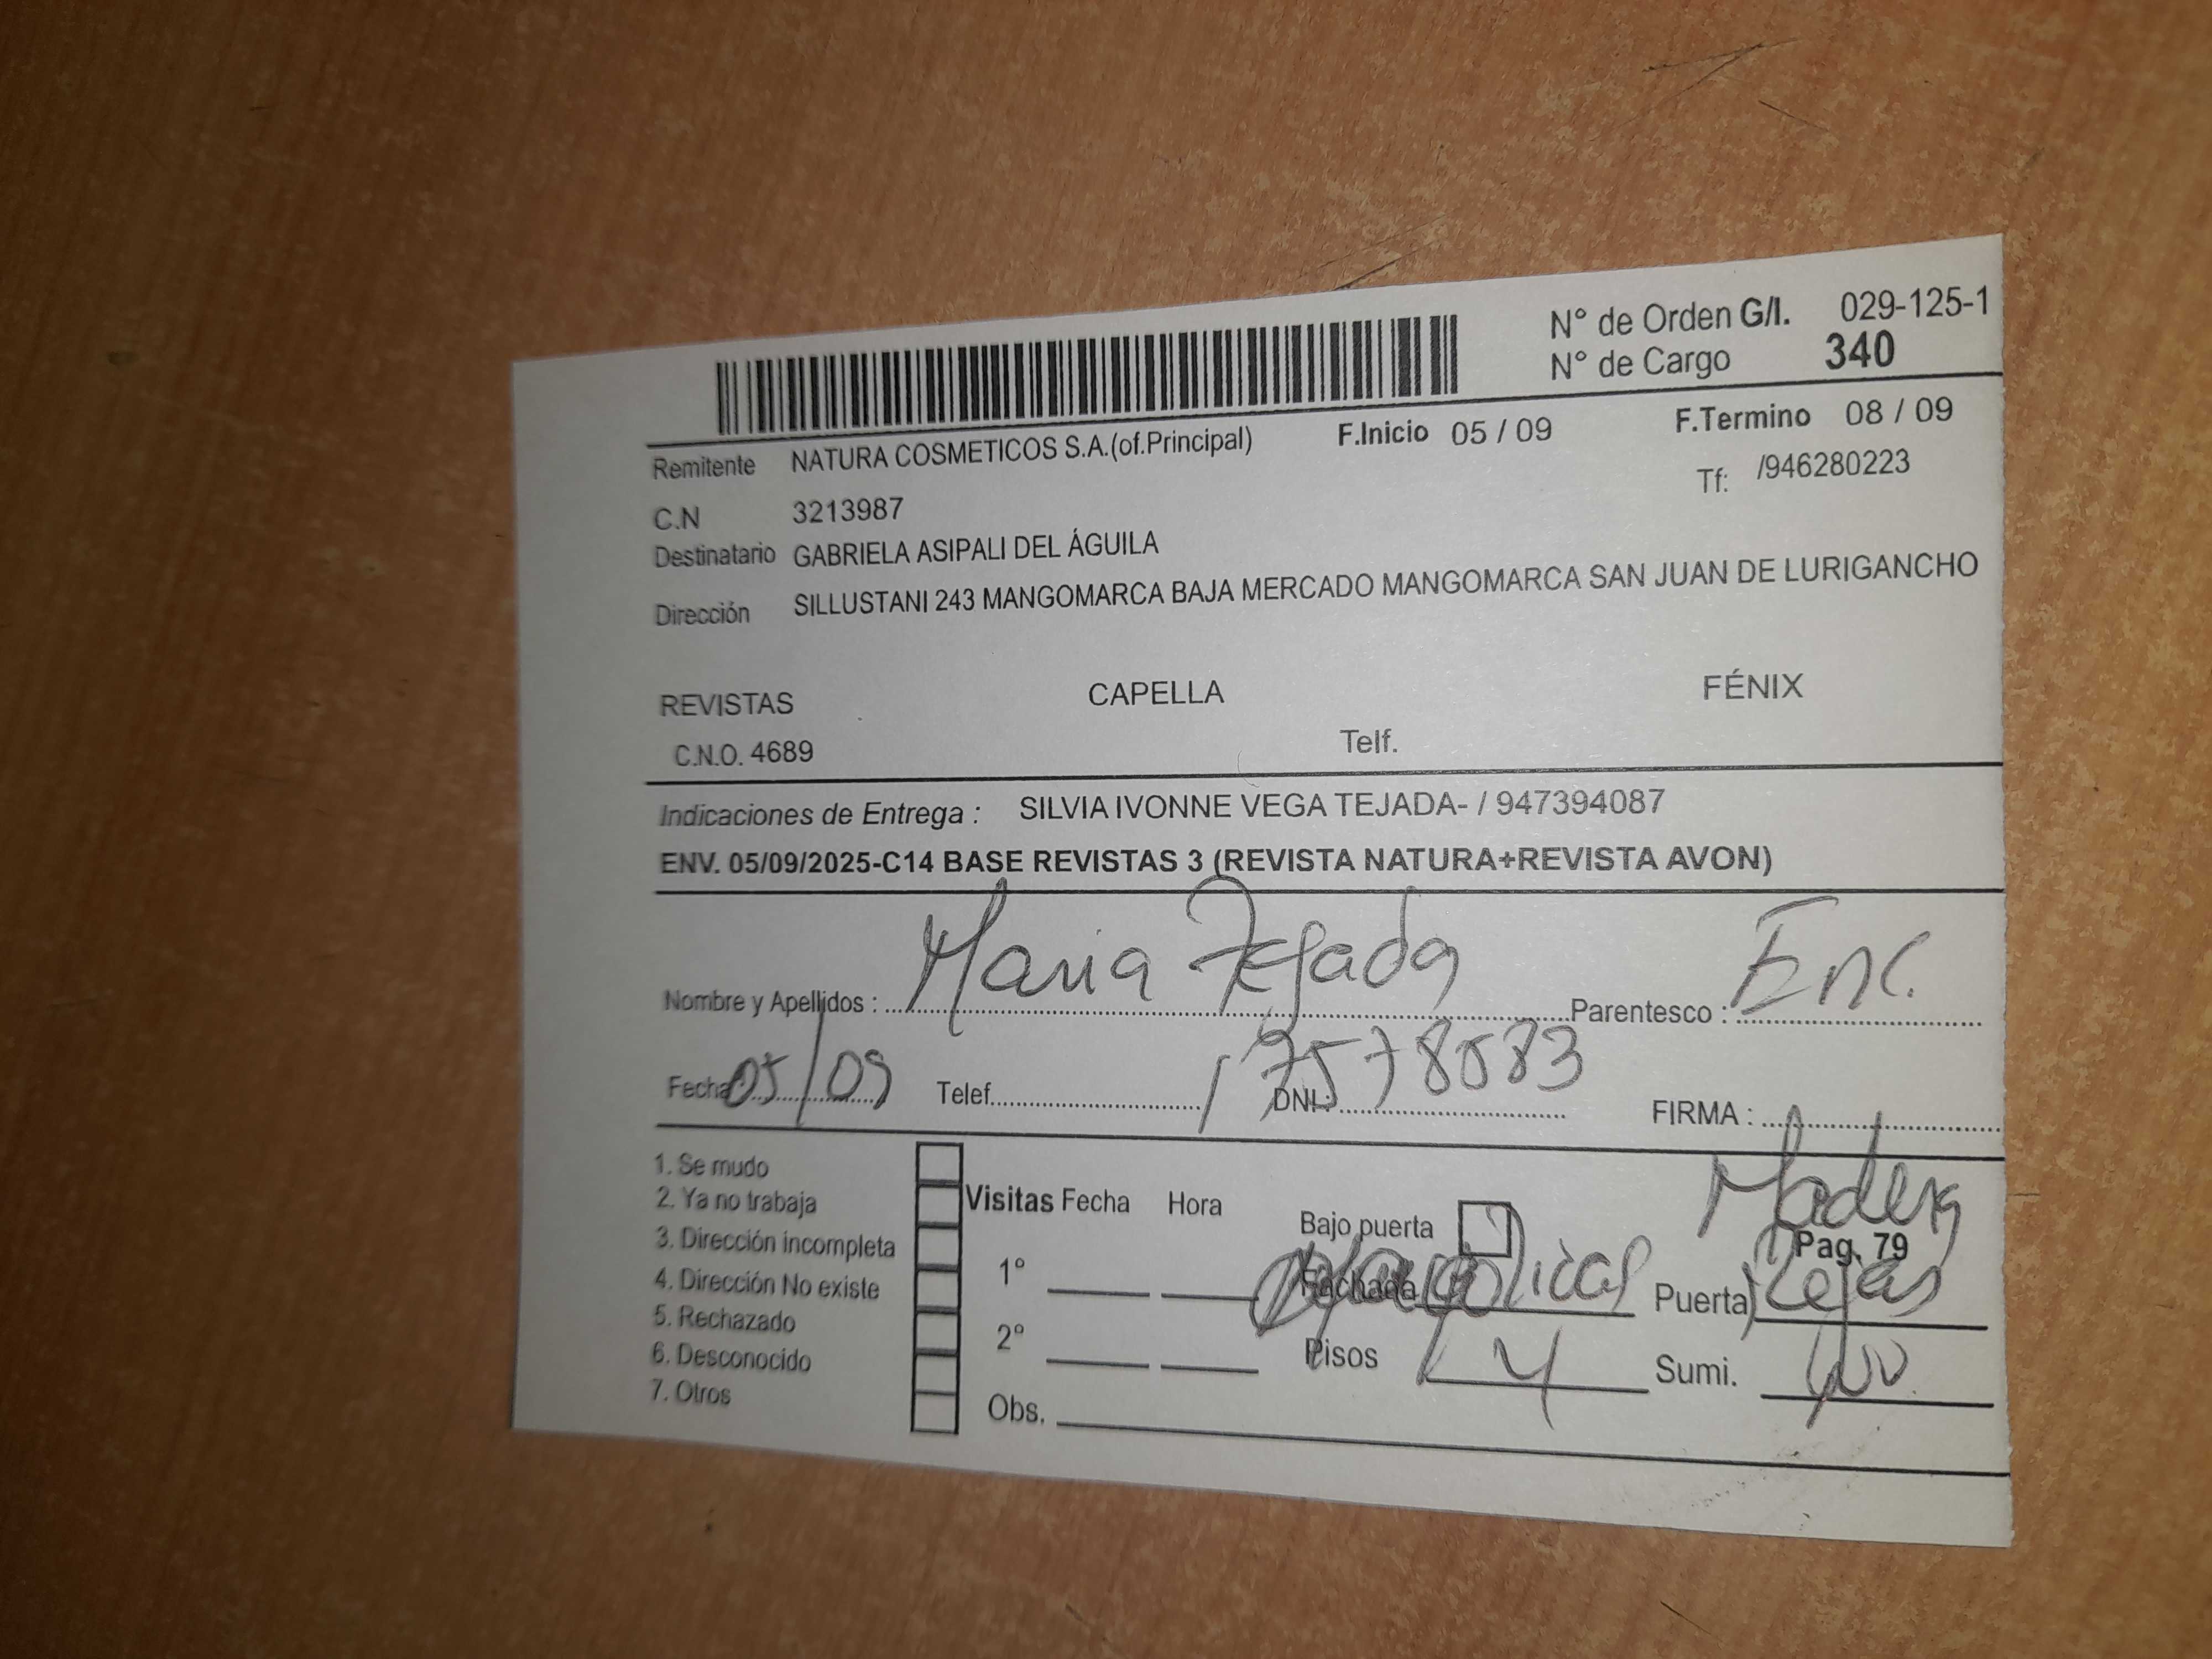 N° de Orden G/I. 029-125-1
N° de Cargo 340
Remitente NATURA COSMETICOS S.A.(of.Principal) F.Inicio 05 / 09 F.Termino 08 / 09
C.N 3213987 Tf: /946280223
Destinatario GABRIELA ASIPALI DEL ÁGUILA
Dirección SILLUSTANI 243 MANGOMARCA BAJA MERCADO MANGOMARCA SAN JUAN DE LURIGANCHO
REVISTAS CAPELLA FÉNIX
C.N.O. 4689 Telf.
Indicaciones de Entrega : SILVIA IVONNE VEGA TEJADA- / 947394087
ENV. 05/09/2025-C14 BASE REVISTAS 3 (REVISTA NATURA+REVISTA AVON)
Nombre y Apellidos : Maria Tejada Parentesco : Enc.
Fecha 05/09 Telef. DNI: FIRMA :
1. Se mudo
2. Ya no trabaja
3. Dirección incompleta
4. Dirección No existe
5. Rechazado
6. Desconocido
7. Otros
Visitas Fecha Hora
1°
2°
Obs.
Bajo puerta
Madera
Pag. 79
Fachada Puerta Rejas
Pisos 4 Sumi.